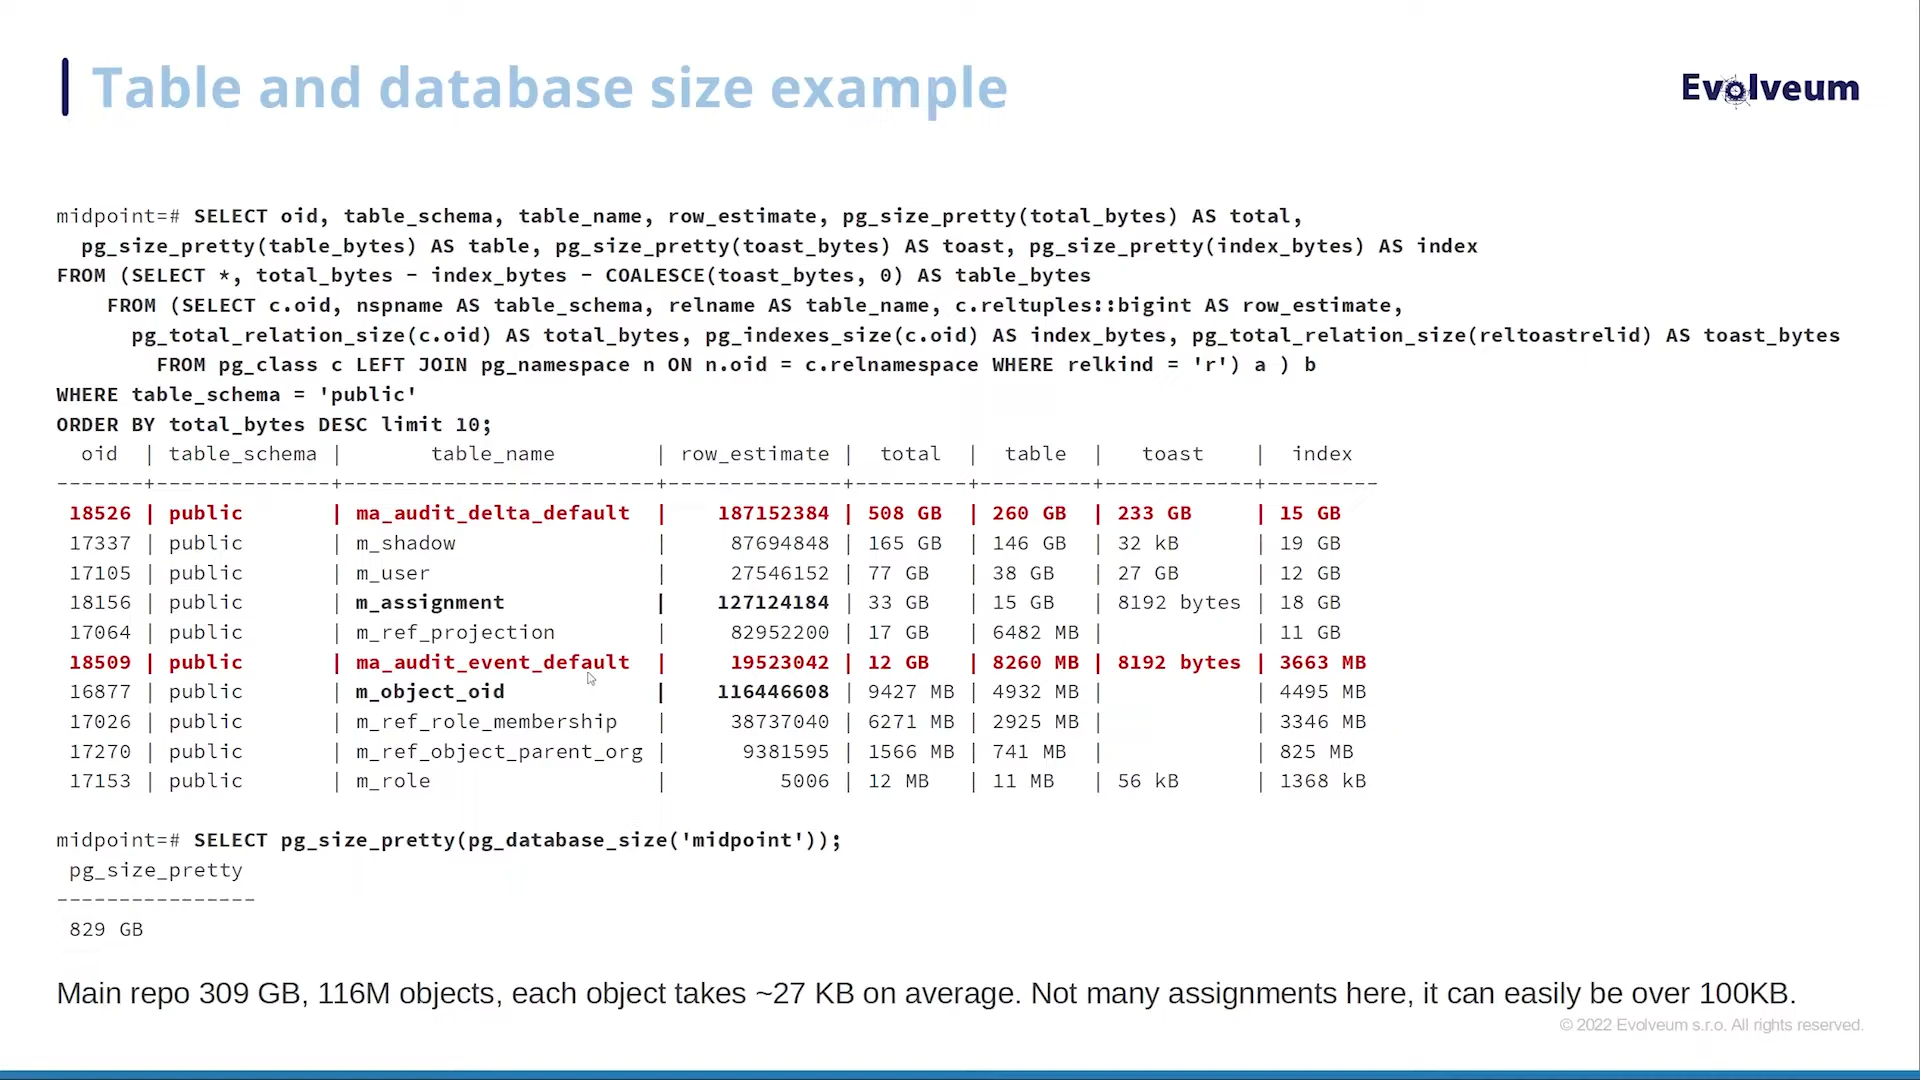 Table and database size example
Evolveum
midpoint=# SELECT oid, table_schema, table_name, row_estimate, pg_size_pretty(total_bytes) AS total,
  pg_size_pretty(table_bytes) AS table, pg_size_pretty(toast_bytes) AS toast, pg_size_pretty(index_bytes) AS index
FROM (SELECT *, total_bytes - index_bytes - COALESCE(toast_bytes, 0) AS table_bytes
    FROM (SELECT c.oid, nspname AS table_schema, relname AS table_name, c.reltuples::bigint AS row_estimate,
      pg_total_relation_size(c.oid) AS total_bytes, pg_indexes_size(c.oid) AS index_bytes, pg_total_relation_size(reltoastrelid) AS toast_bytes
        FROM pg_class c LEFT JOIN pg_namespace n ON n.oid = c.relnamespace WHERE relkind = 'r') a ) b
WHERE table_schema = 'public'
ORDER BY total_bytes DESC limit 10;
  oid  | table_schema |       table_name        | row_estimate |  total  |  table  |   toast    |  index
-------+--------------+-------------------------+--------------+---------+---------+------------+---------
 18526 | public       | ma_audit_delta_default  |    187152384 | 508 GB  | 260 GB  | 233 GB     | 15 GB
 17337 | public       | m_shadow                |     87694848 | 165 GB  | 146 GB  | 32 kB      | 19 GB
 17105 | public       | m_user                  |     27546152 | 77 GB   | 38 GB   | 27 GB      | 12 GB
 18156 | public       | m_assignment            |    127124184 | 33 GB   | 15 GB   | 8192 bytes | 18 GB
 17064 | public       | m_ref_projection        |     82952200 | 17 GB   | 6482 MB |            | 11 GB
 18509 | public       | ma_audit_event_default  |     19523042 | 12 GB   | 8260 MB | 8192 bytes | 3663 MB
 16877 | public       | m_object_oid            |    116446608 | 9427 MB | 4932 MB |            | 4495 MB
 17026 | public       | m_ref_role_membership   |     38737040 | 6271 MB | 2925 MB |            | 3346 MB
 17270 | public       | m_ref_object_parent_org |      9381595 | 1566 MB | 741 MB  |            | 825 MB
 17153 | public       | m_role                  |         5006 | 12 MB   | 11 MB   | 56 kB      | 1368 kB
midpoint=# SELECT pg_size_pretty(pg_database_size('midpoint'));
 pg_size_pretty
----------------
 829 GB
Main repo 309 GB, 116M objects, each object takes ~27 KB on average. Not many assignments here, it can easily be over 100KB.
© 2022 Evolveum s.r.o. All rights reserved.